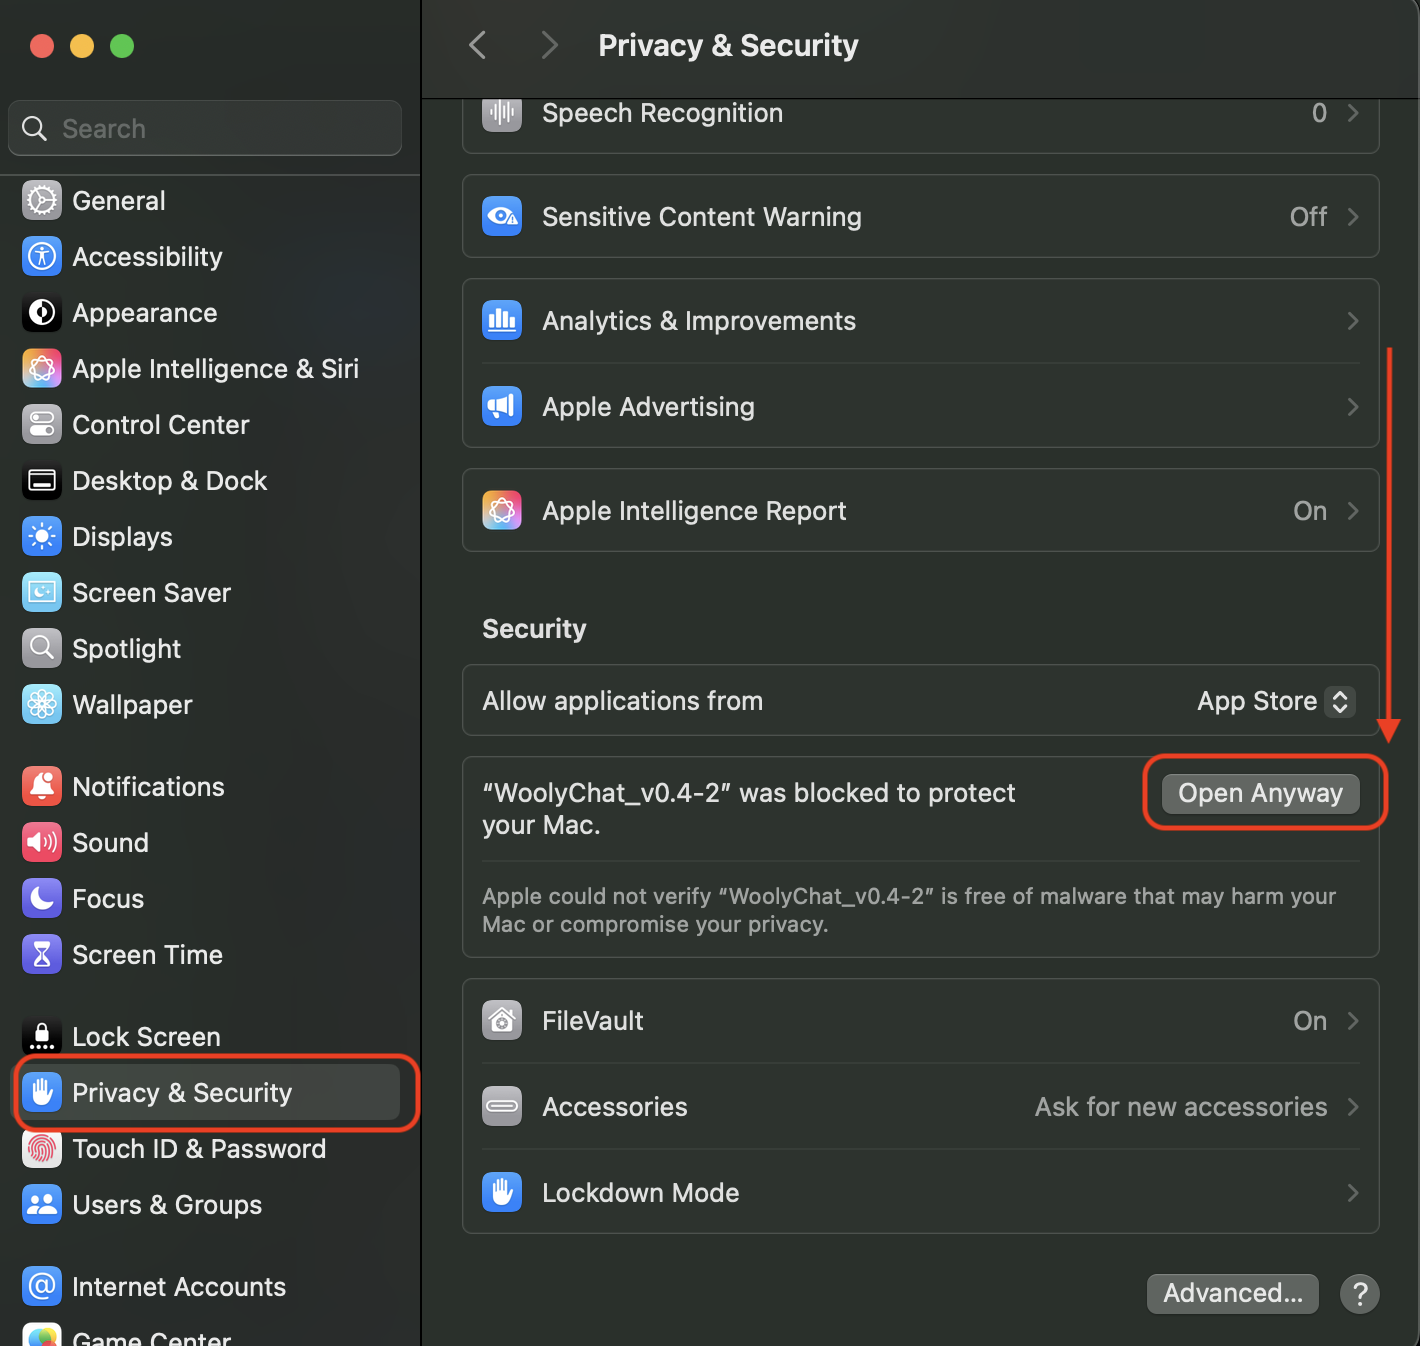 Search
General
Accessibility
Appearance
Apple Intelligence & Siri
Control Center
Desktop & Dock
Displays
Screen Saver
Spotlight
Wallpaper
Notifications
Sound
Focus
Screen Time
Lock Screen
Privacy & Security
Touch ID & Password
Users & Groups
Internet Accounts
Game Center
Privacy & Security
Speech Recognition 0
Sensitive Content Warning Off
Analytics & Improvements
Apple Advertising
Apple Intelligence Report On
Security
Allow applications from App Store
“WoolyChat_v0.4-2” was blocked to protect Open Anyway
your Mac.
Apple could not verify “WoolyChat_v0.4-2” is free of malware that may harm your
Mac or compromise your privacy.
FileVault On
Accessories Ask for new accessories
Lockdown Mode
Advanced... ?